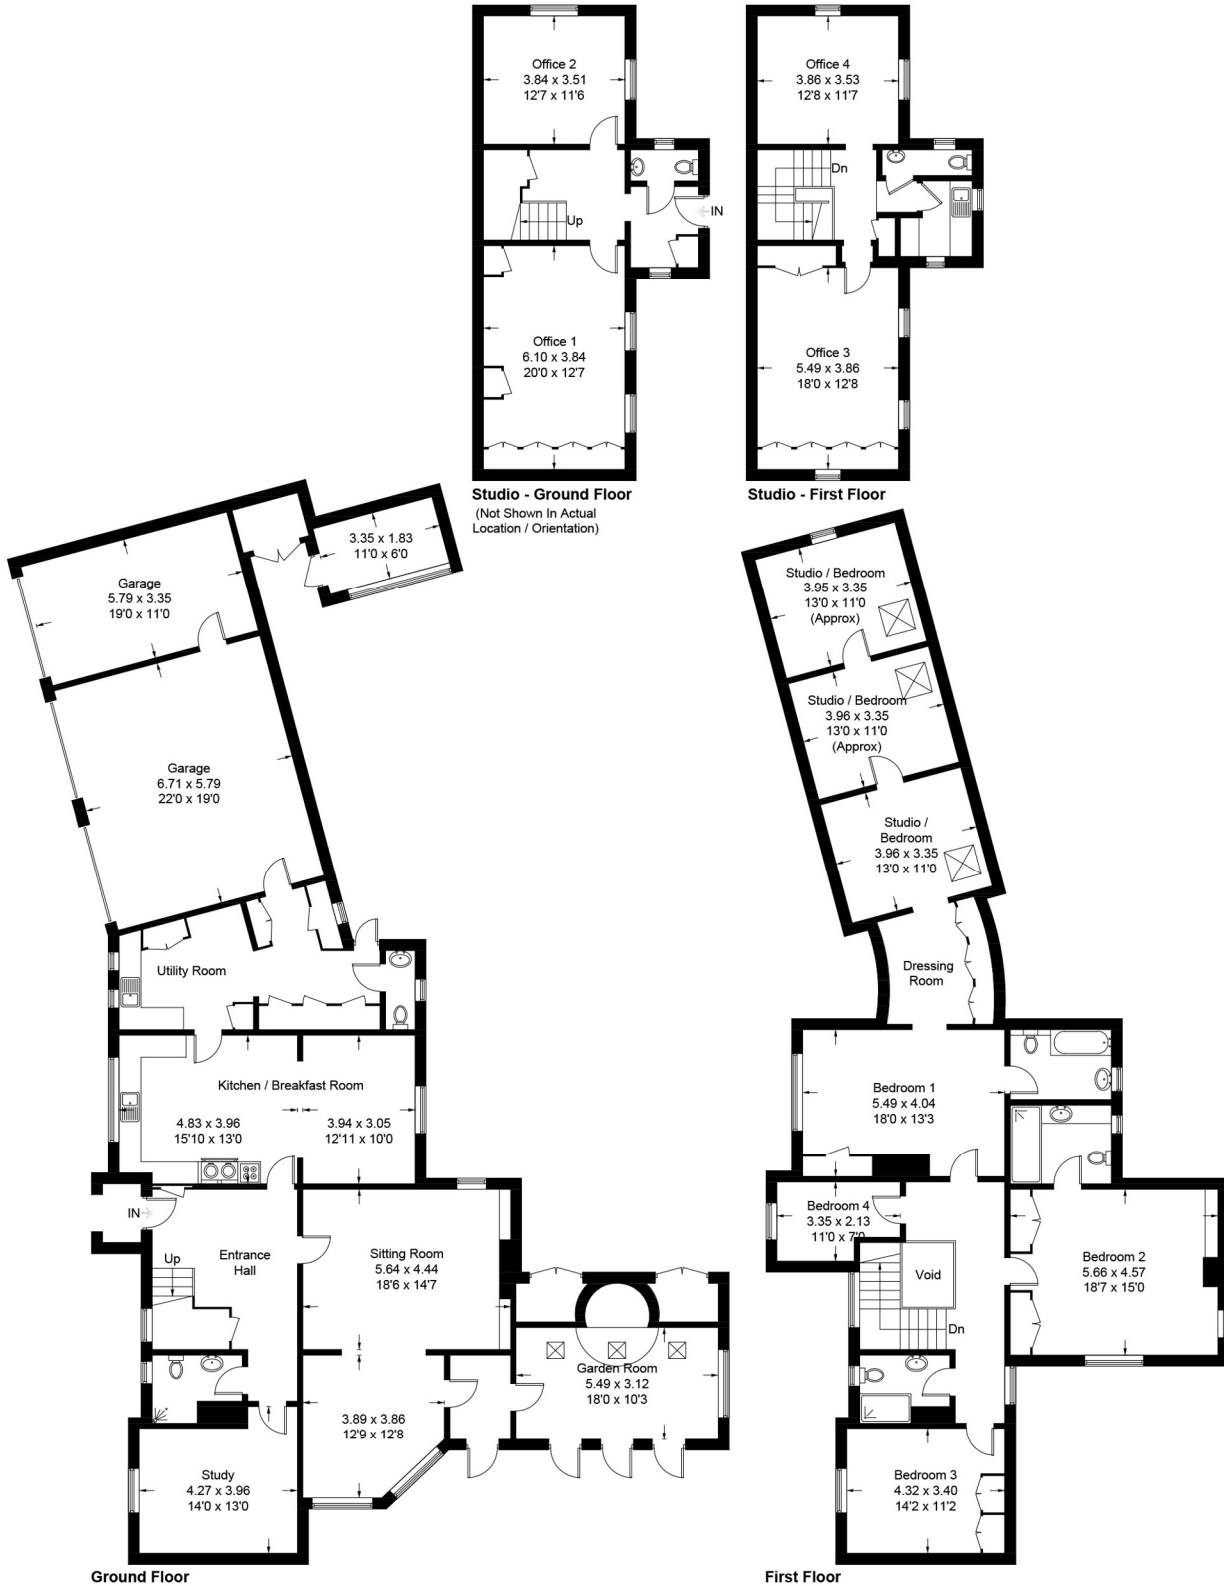 Office 2
3.84 x 3.51
12'7 x 11'6
Up
IN
Office 1
6.10 x 3.84
20'0 x 12'7
Studio - Ground Floor
(Not Shown In Actual
Location / Orientation)
Office 4
3.86 x 3.53
12'8 x 11'7
Dn
Office 3
5.49 x 3.86
18'0 x 12'8
Studio - First Floor
3.35 x 1.83
11'0 x 6'0
Garage
5.79 x 3.35
19'0 x 11'0
Garage
6.71 x 5.79
22'0 x 19'0
Utility Room
Kitchen / Breakfast Room
4.83 x 3.96
15'10 x 13'0
3.94 x 3.05
12'11 x 10'0
IN
Up
Entrance
Hall
Sitting Room
5.64 x 4.44
18'6 x 14'7
Garden Room
5.49 x 3.12
18'0 x 10'3
3.89 x 3.86
12'9 x 12'8
Study
4.27 x 3.96
14'0 x 13'0
Ground Floor
Studio / Bedroom
3.95 x 3.35
13'0 x 11'0
(Approx)
Studio / Bedroom
3.96 x 3.35
13'0 x 11'0
(Approx)
Studio /
Bedroom
3.96 x 3.35
13'0 x 11'0
Dressing
Room
Bedroom 1
5.49 x 4.04
18'0 x 13'3
Bedroom 4
3.35 x 2.13
11'0 x 7'0
Void
Dn
Bedroom 2
5.66 x 4.57
18'7 x 15'0
Bedroom 3
4.32 x 3.40
14'2 x 11'2
First Floor